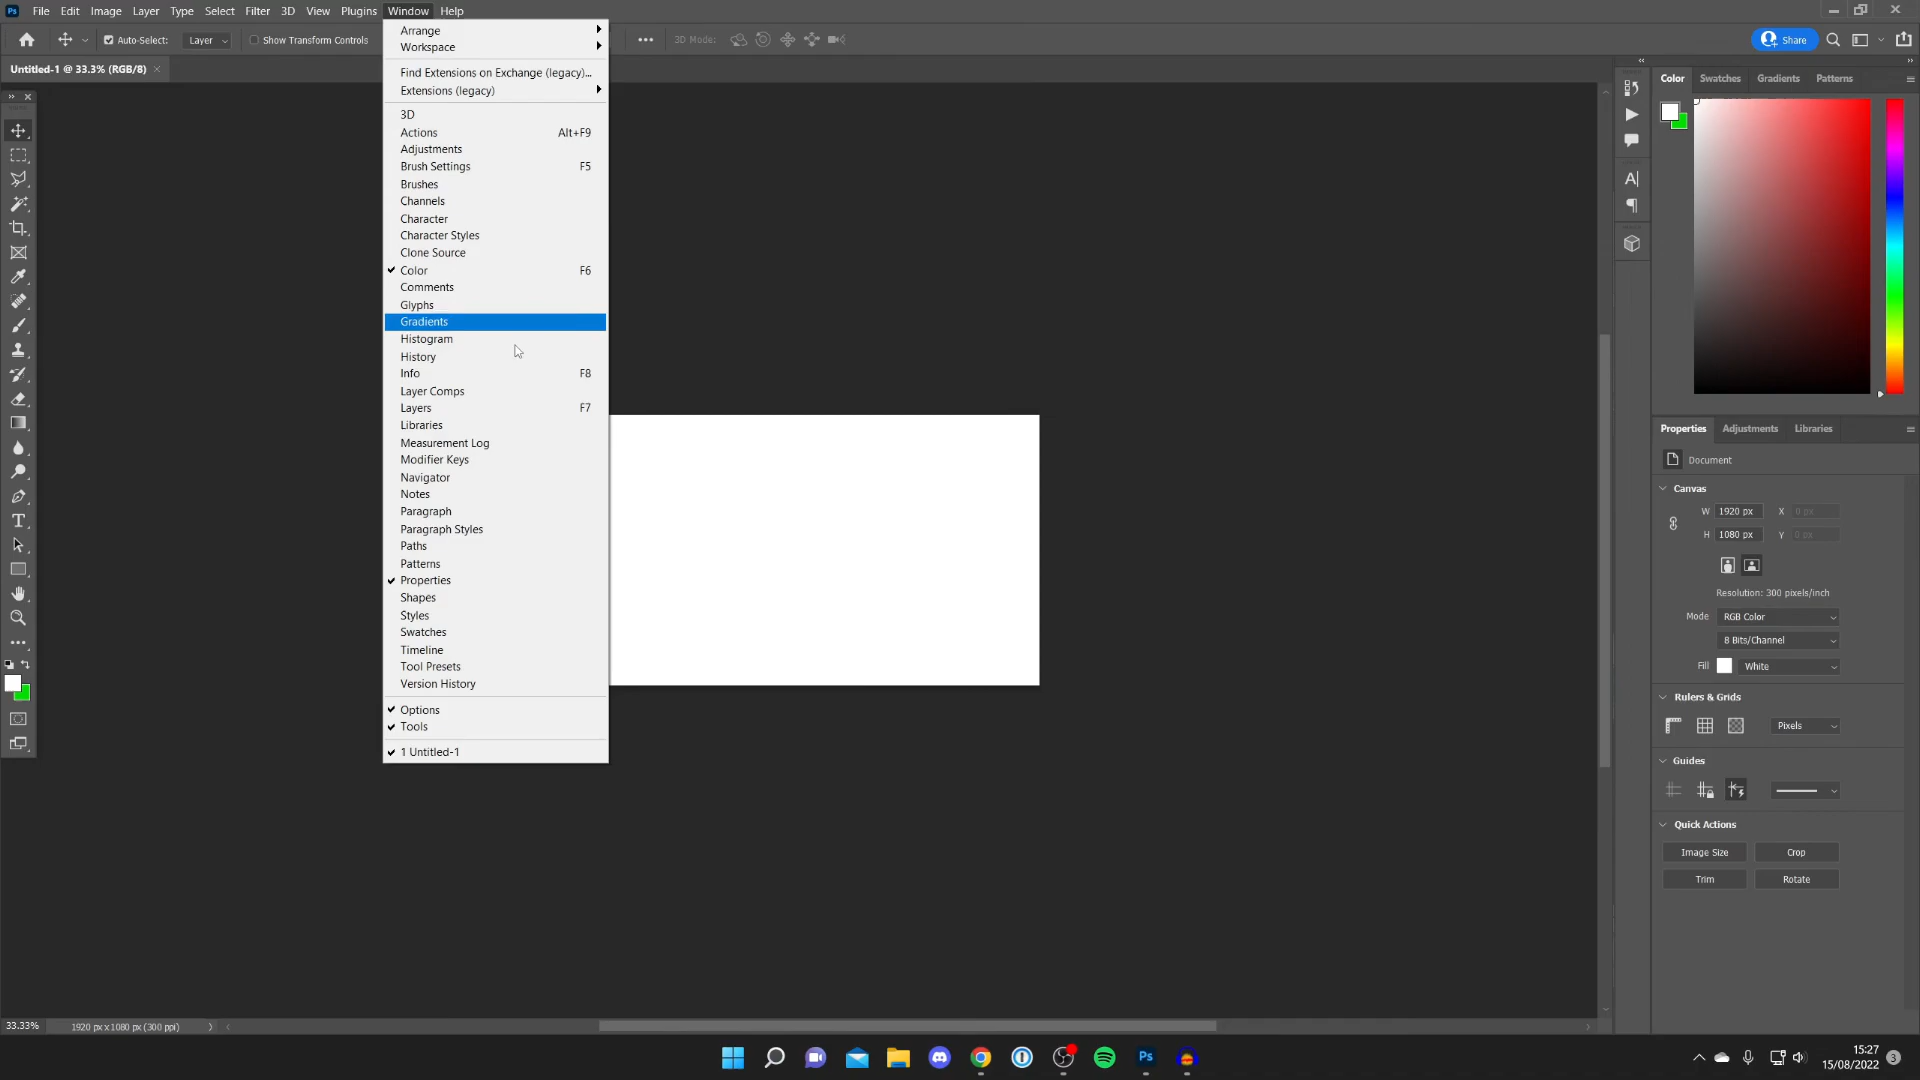 Ps File Edit Image Layer Type Select Filter 3D View Plugins Window Help
Auto-Select: Layer Show Transform Controls 3D Mode: Share
Untitled-1 @ 33.3% (RGB/8)
Arrange
Workspace
Find Extensions on Exchange (legacy)...
Extensions (legacy)
3D
Actions Alt+F9
Adjustments
Brush Settings F5
Brushes
Channels
Character
Character Styles
Clone Source
Color F6
Comments
Glyphs
Gradients
Histogram
History
Info F8
Layer Comps
Layers F7
Libraries
Measurement Log
Modifier Keys
Navigator
Notes
Paragraph
Paragraph Styles
Paths
Patterns
Properties
Shapes
Styles
Swatches
Timeline
Tool Presets
Version History
Options
Tools
1 Untitled-1
Color Swatches Gradients Patterns
Properties Adjustments Libraries
Document
Canvas
W 1920 px X 0 px
H 1080 px Y 0 px
Resolution: 300 pixels/inch
Mode RGB Color
8 Bits/Channel
Fill White
Rulers & Grids
Pixels
Guides
Quick Actions
Image Size Crop
Trim Rotate
33.33% 1920 px x 1080 px (300 ppi)
Ps
15:27
15/08/2022 3